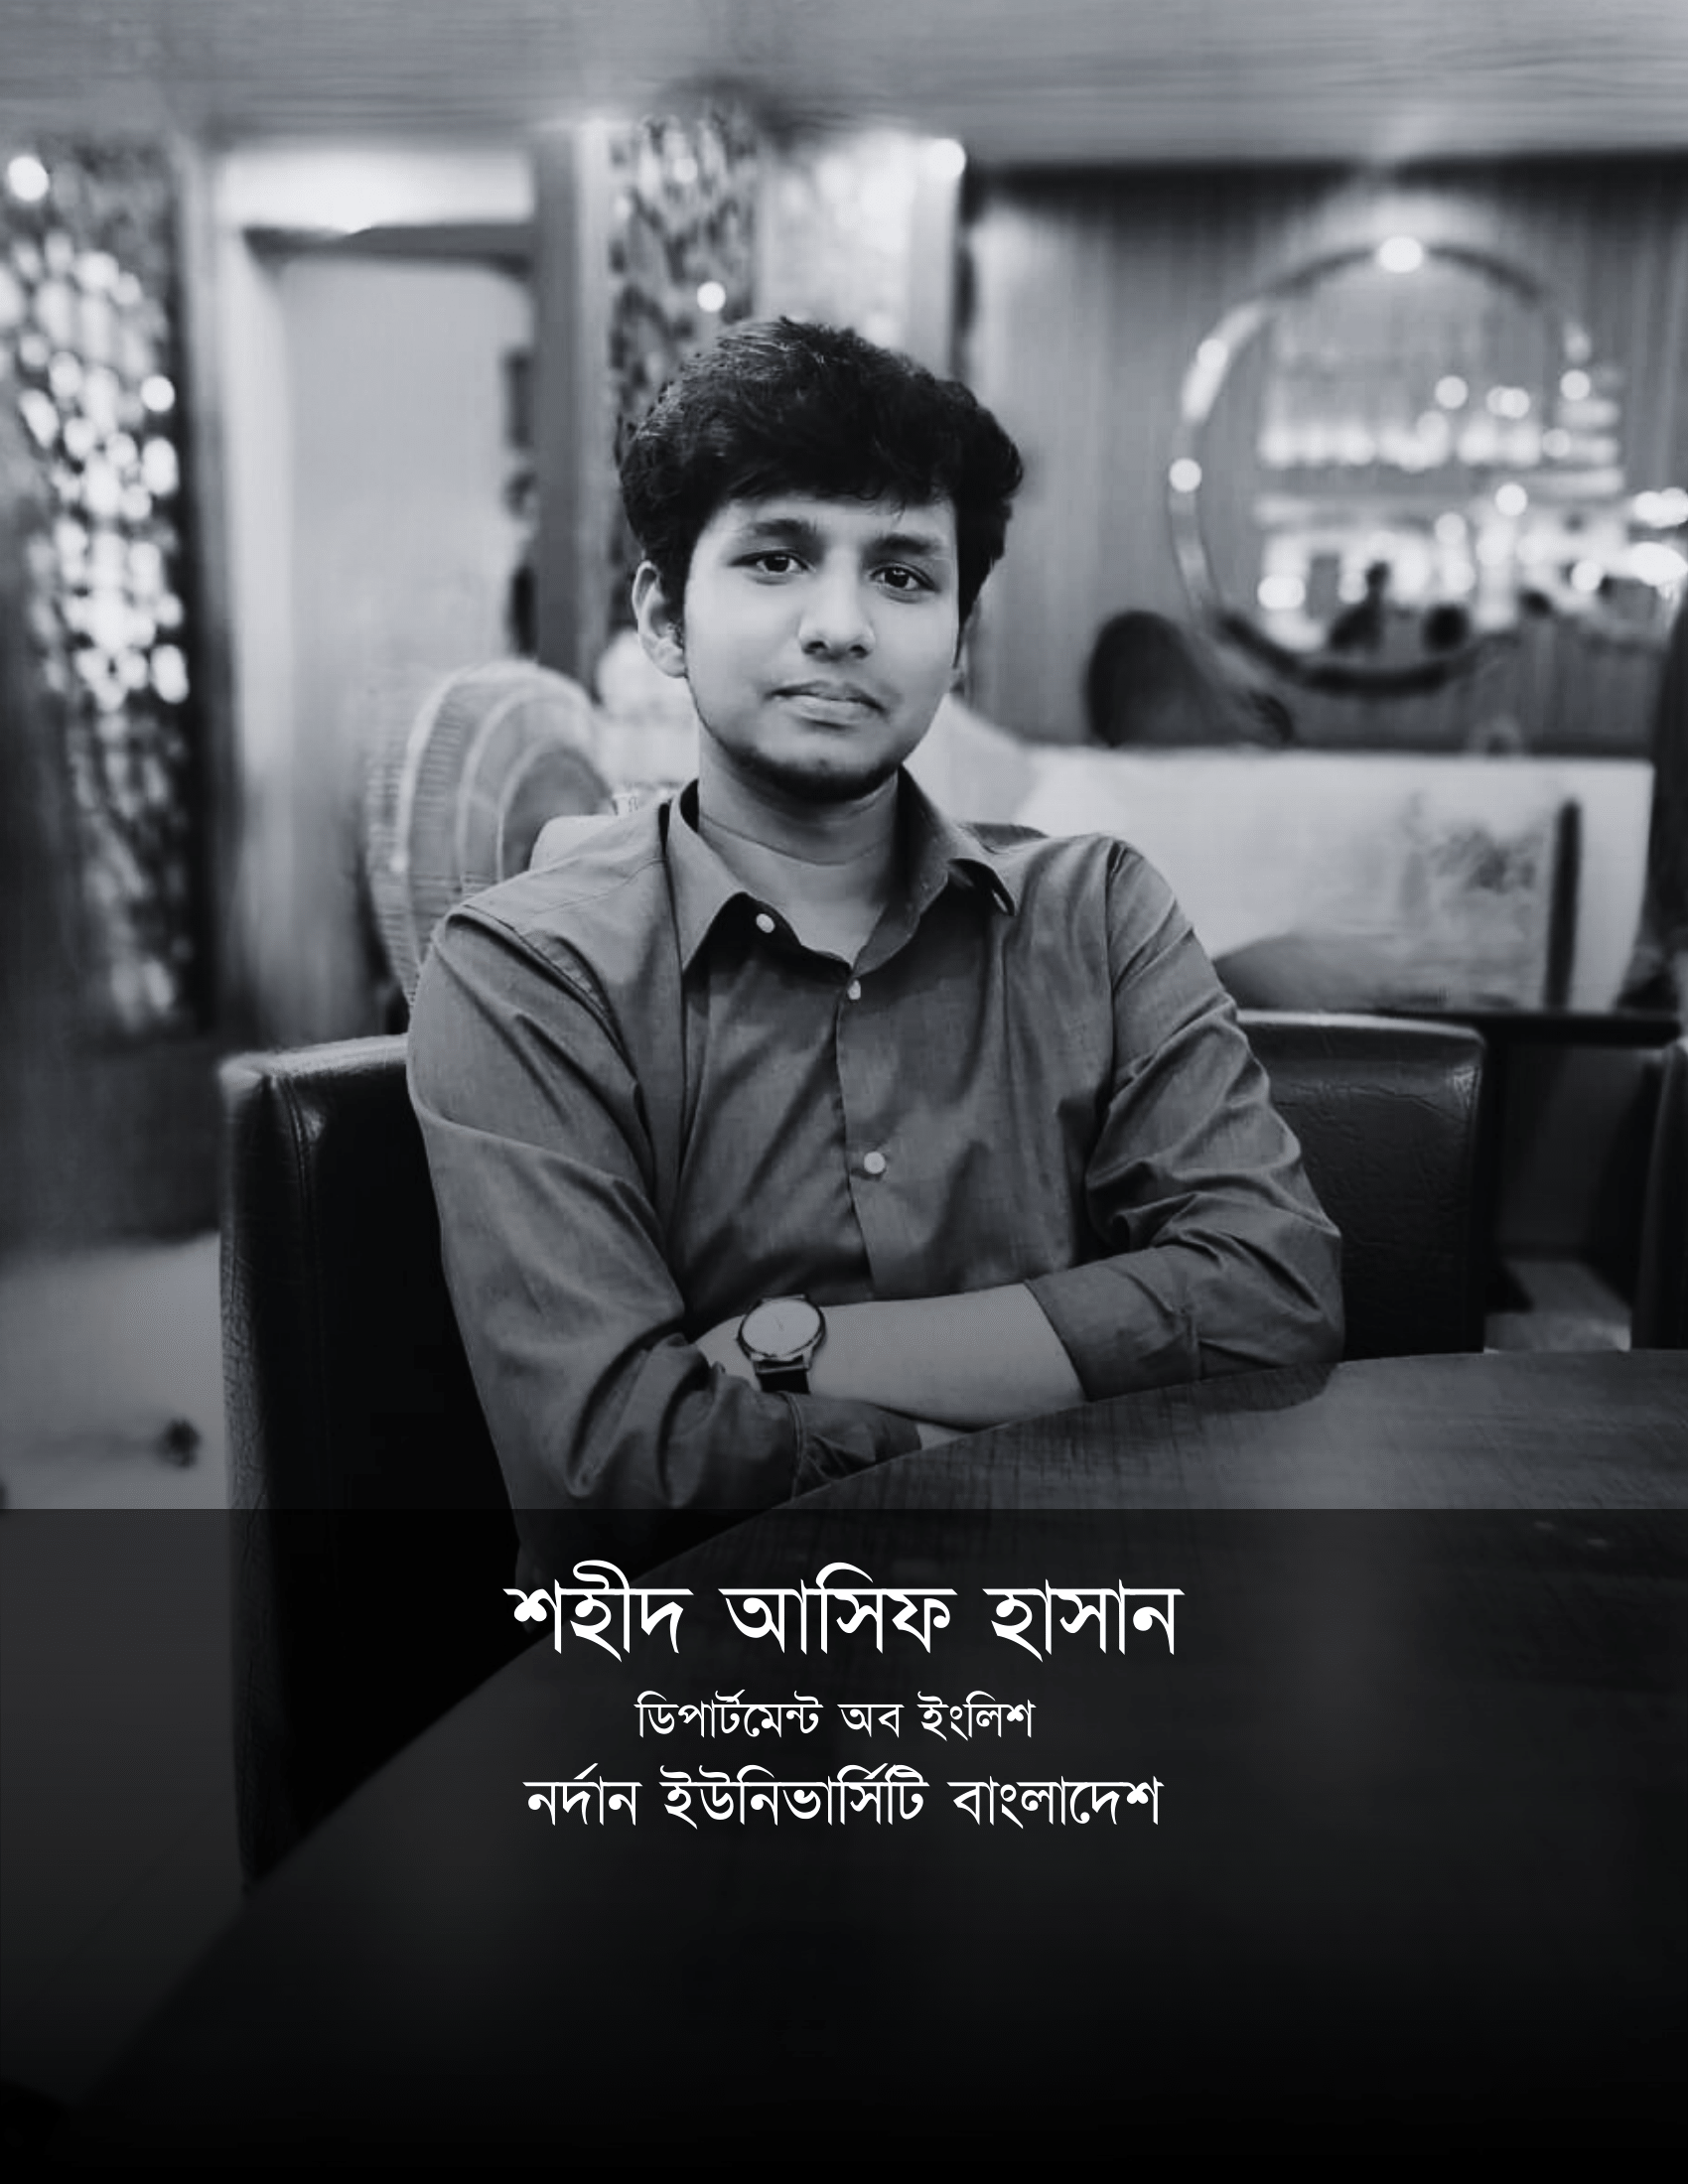 শহীদ আসিফ হাসান
ডিপার্টমেন্ট অব ইংলিশ
নর্দান ইউনিভার্সিটি বাংলাদেশ